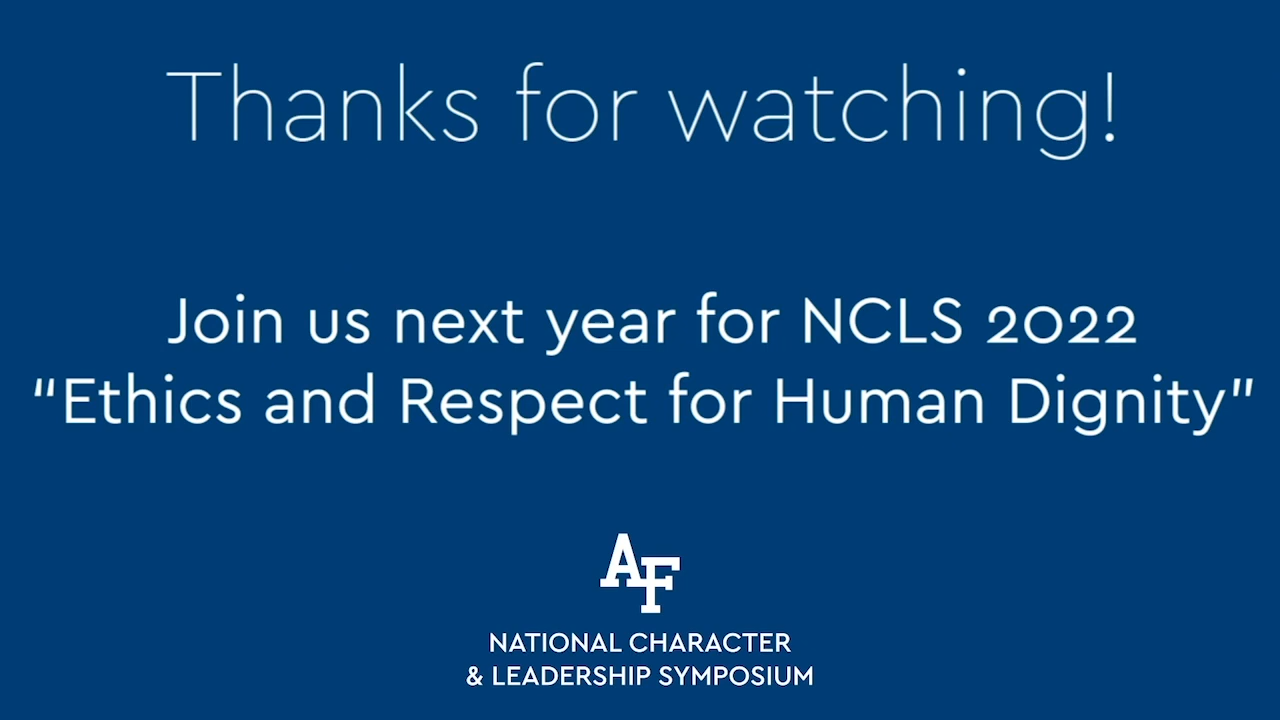 Thanks for watching!
Join us next year for NCLS 2022
“Ethics and Respect for Human Dignity”
AF
NATIONAL CHARACTER
& LEADERSHIP SYMPOSIUM